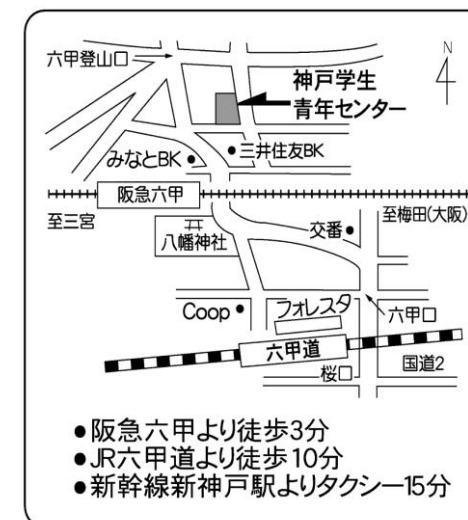 N
六甲登山口
神戸学生
青年センター
みなとBK
三井住友BK
阪急六甲
至三宮
至梅田(大阪)
八幡神社
交番
Coop
フォレスタ
六甲口
六甲道
桜口
国道2
●阪急六甲より徒歩3分
●JR六甲道より徒歩10分
●新幹線新神戸駅よりタクシー15分